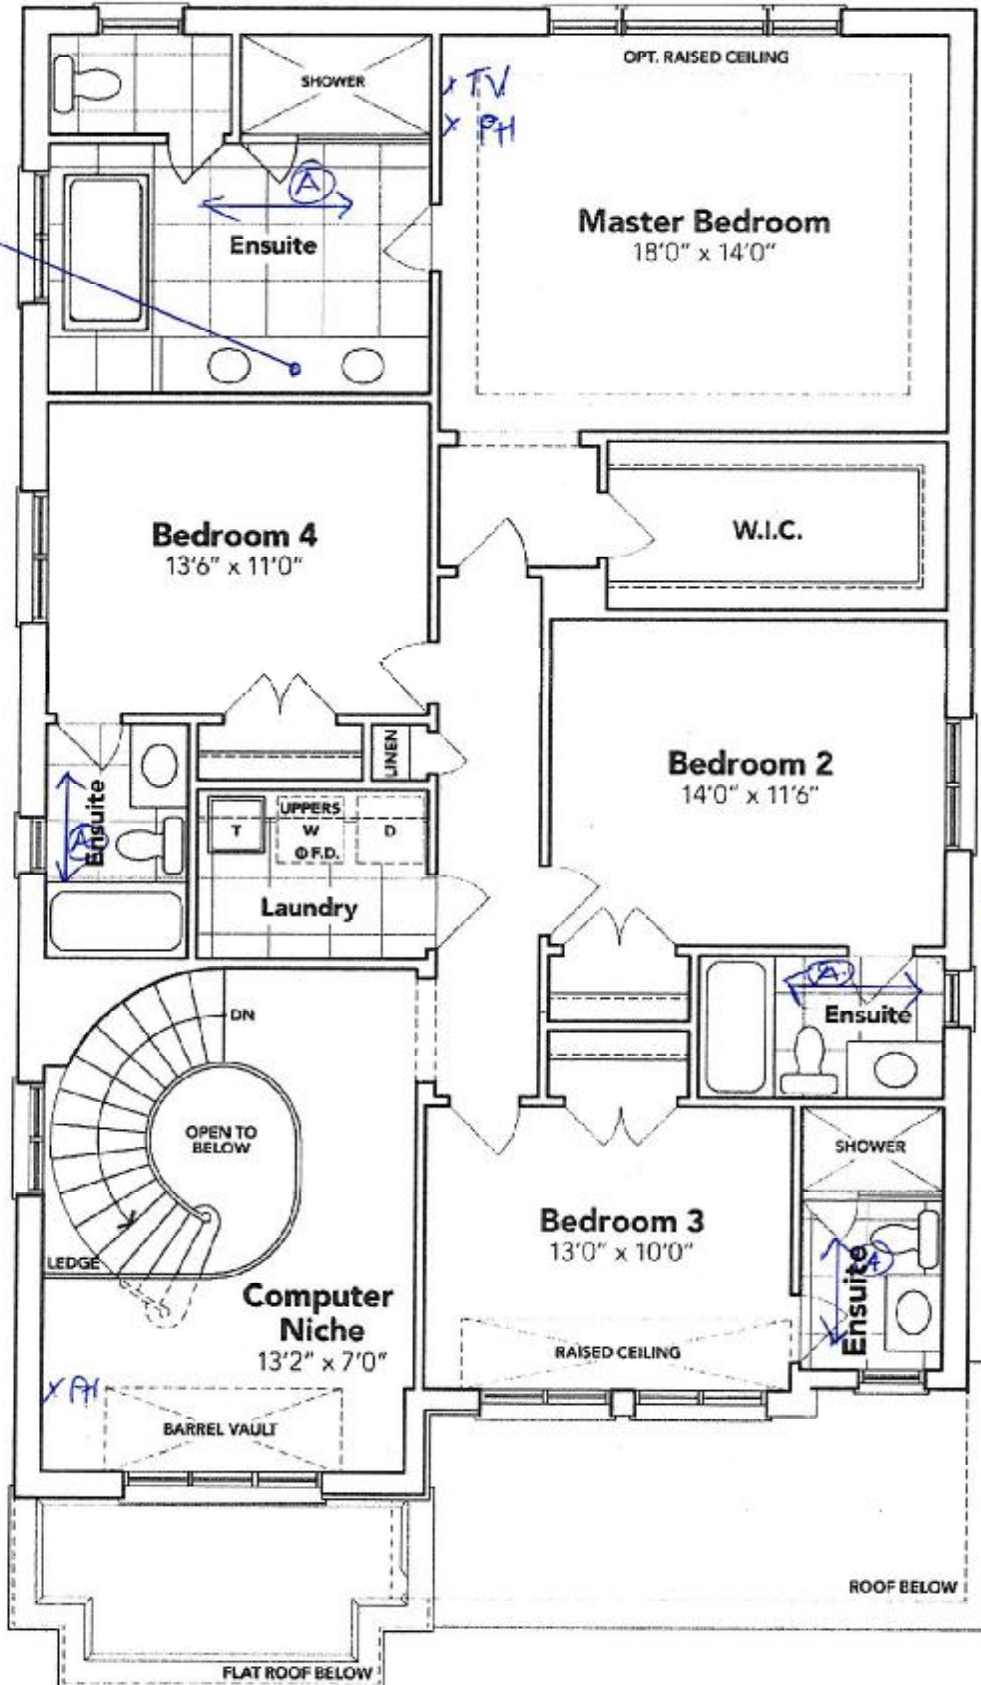 OPT. RAISED CEILING
SHOWER
x TV
x PH
A
Master Bedroom
18'0" x 14'0"
Ensuite
Bedroom 4
13'6" x 11'0"
W.I.C.
LINEN
Bedroom 2
14'0" x 11'6"
Ensuite
A
UPPERS
T
W
D
F.D.
Laundry
A
Ensuite
DN
OPEN TO
BELOW
SHOWER
Bedroom 3
13'0" x 10'0"
Ensuite
A
LEDGE
Computer
Niche
13'2" x 7'0"
RAISED CEILING
x PH
BARREL VAULT
ROOF BELOW
FLAT ROOF BELOW